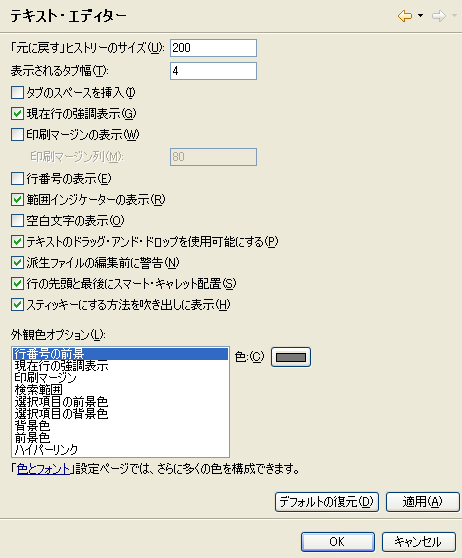 テキスト・エディター
「元に戻す」ヒストリーのサイズ(U): 200
表示されるタブ幅(T): 4
タブのスペースを挿入(I)
現在行の強調表示(G)
印刷マージンの表示(W)
印刷マージン列(M): 80
行番号の表示(E)
範囲インジケーターの表示(R)
空白文字の表示(O)
テキストのドラッグ・アンド・ドロップを使用可能にする(P)
派生ファイルの編集前に警告(N)
行の先頭と最後にスマート・キャレット配置(S)
スティッキーにする方法を吹き出しに表示(H)
外観色オプション(L):
行番号の前景 色:(C)
現在行の強調表示
印刷マージン
検索範囲
選択項目の前景色
選択項目の背景色
背景色
前景色
ハイパーリンク
「色とフォント」設定ページでは、さらに多くの色を構成できます。
デフォルトの復元(D) 適用(A)
OK キャンセル